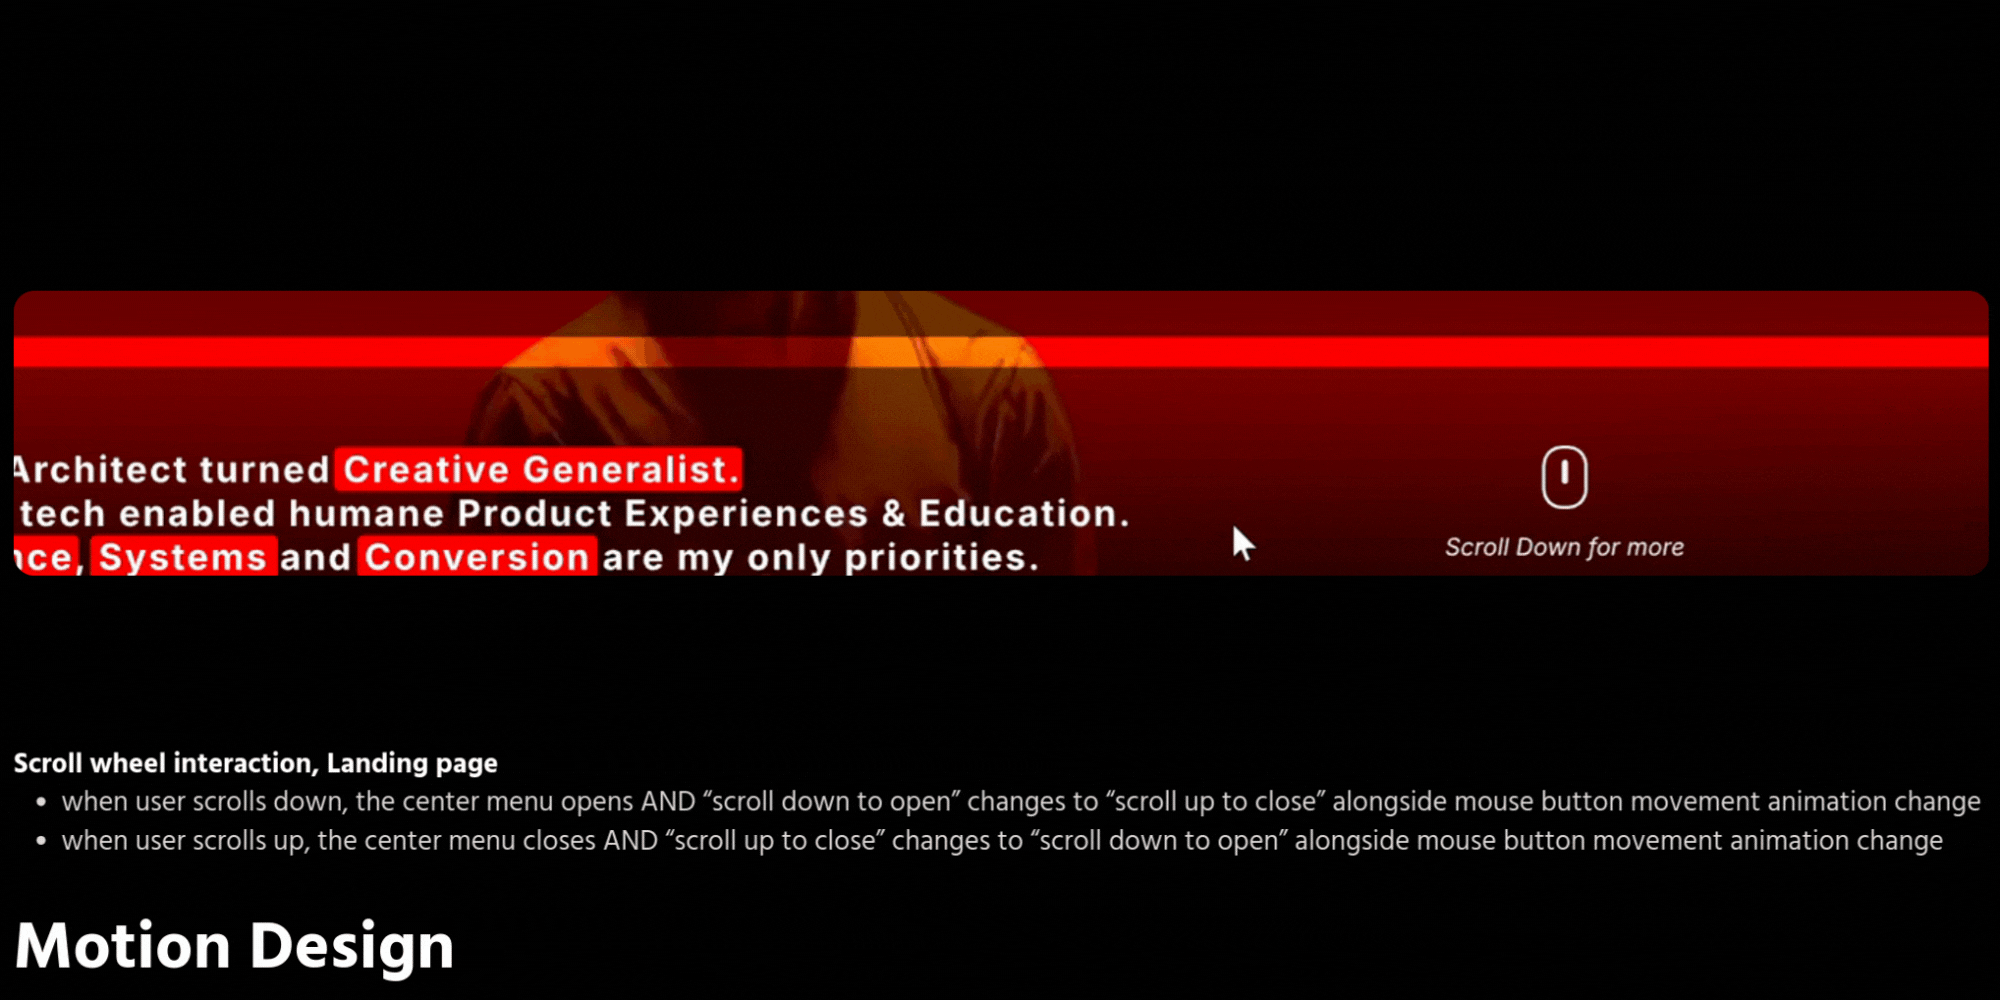 Architect turned Creative Generalist.
tech enabled humane Product Experiences & Education.
Systems and Conversion are my only priorities.
Scroll Down for more
Scroll wheel interaction, Landing page
• when user scrolls down, the center menu opens AND “scroll down to open” changes to “scroll up to close” alongside mouse button movement animation change
• when user scrolls up, the center menu closes AND “scroll up to close” changes to “scroll down to open” alongside mouse button movement animation change
Motion Design